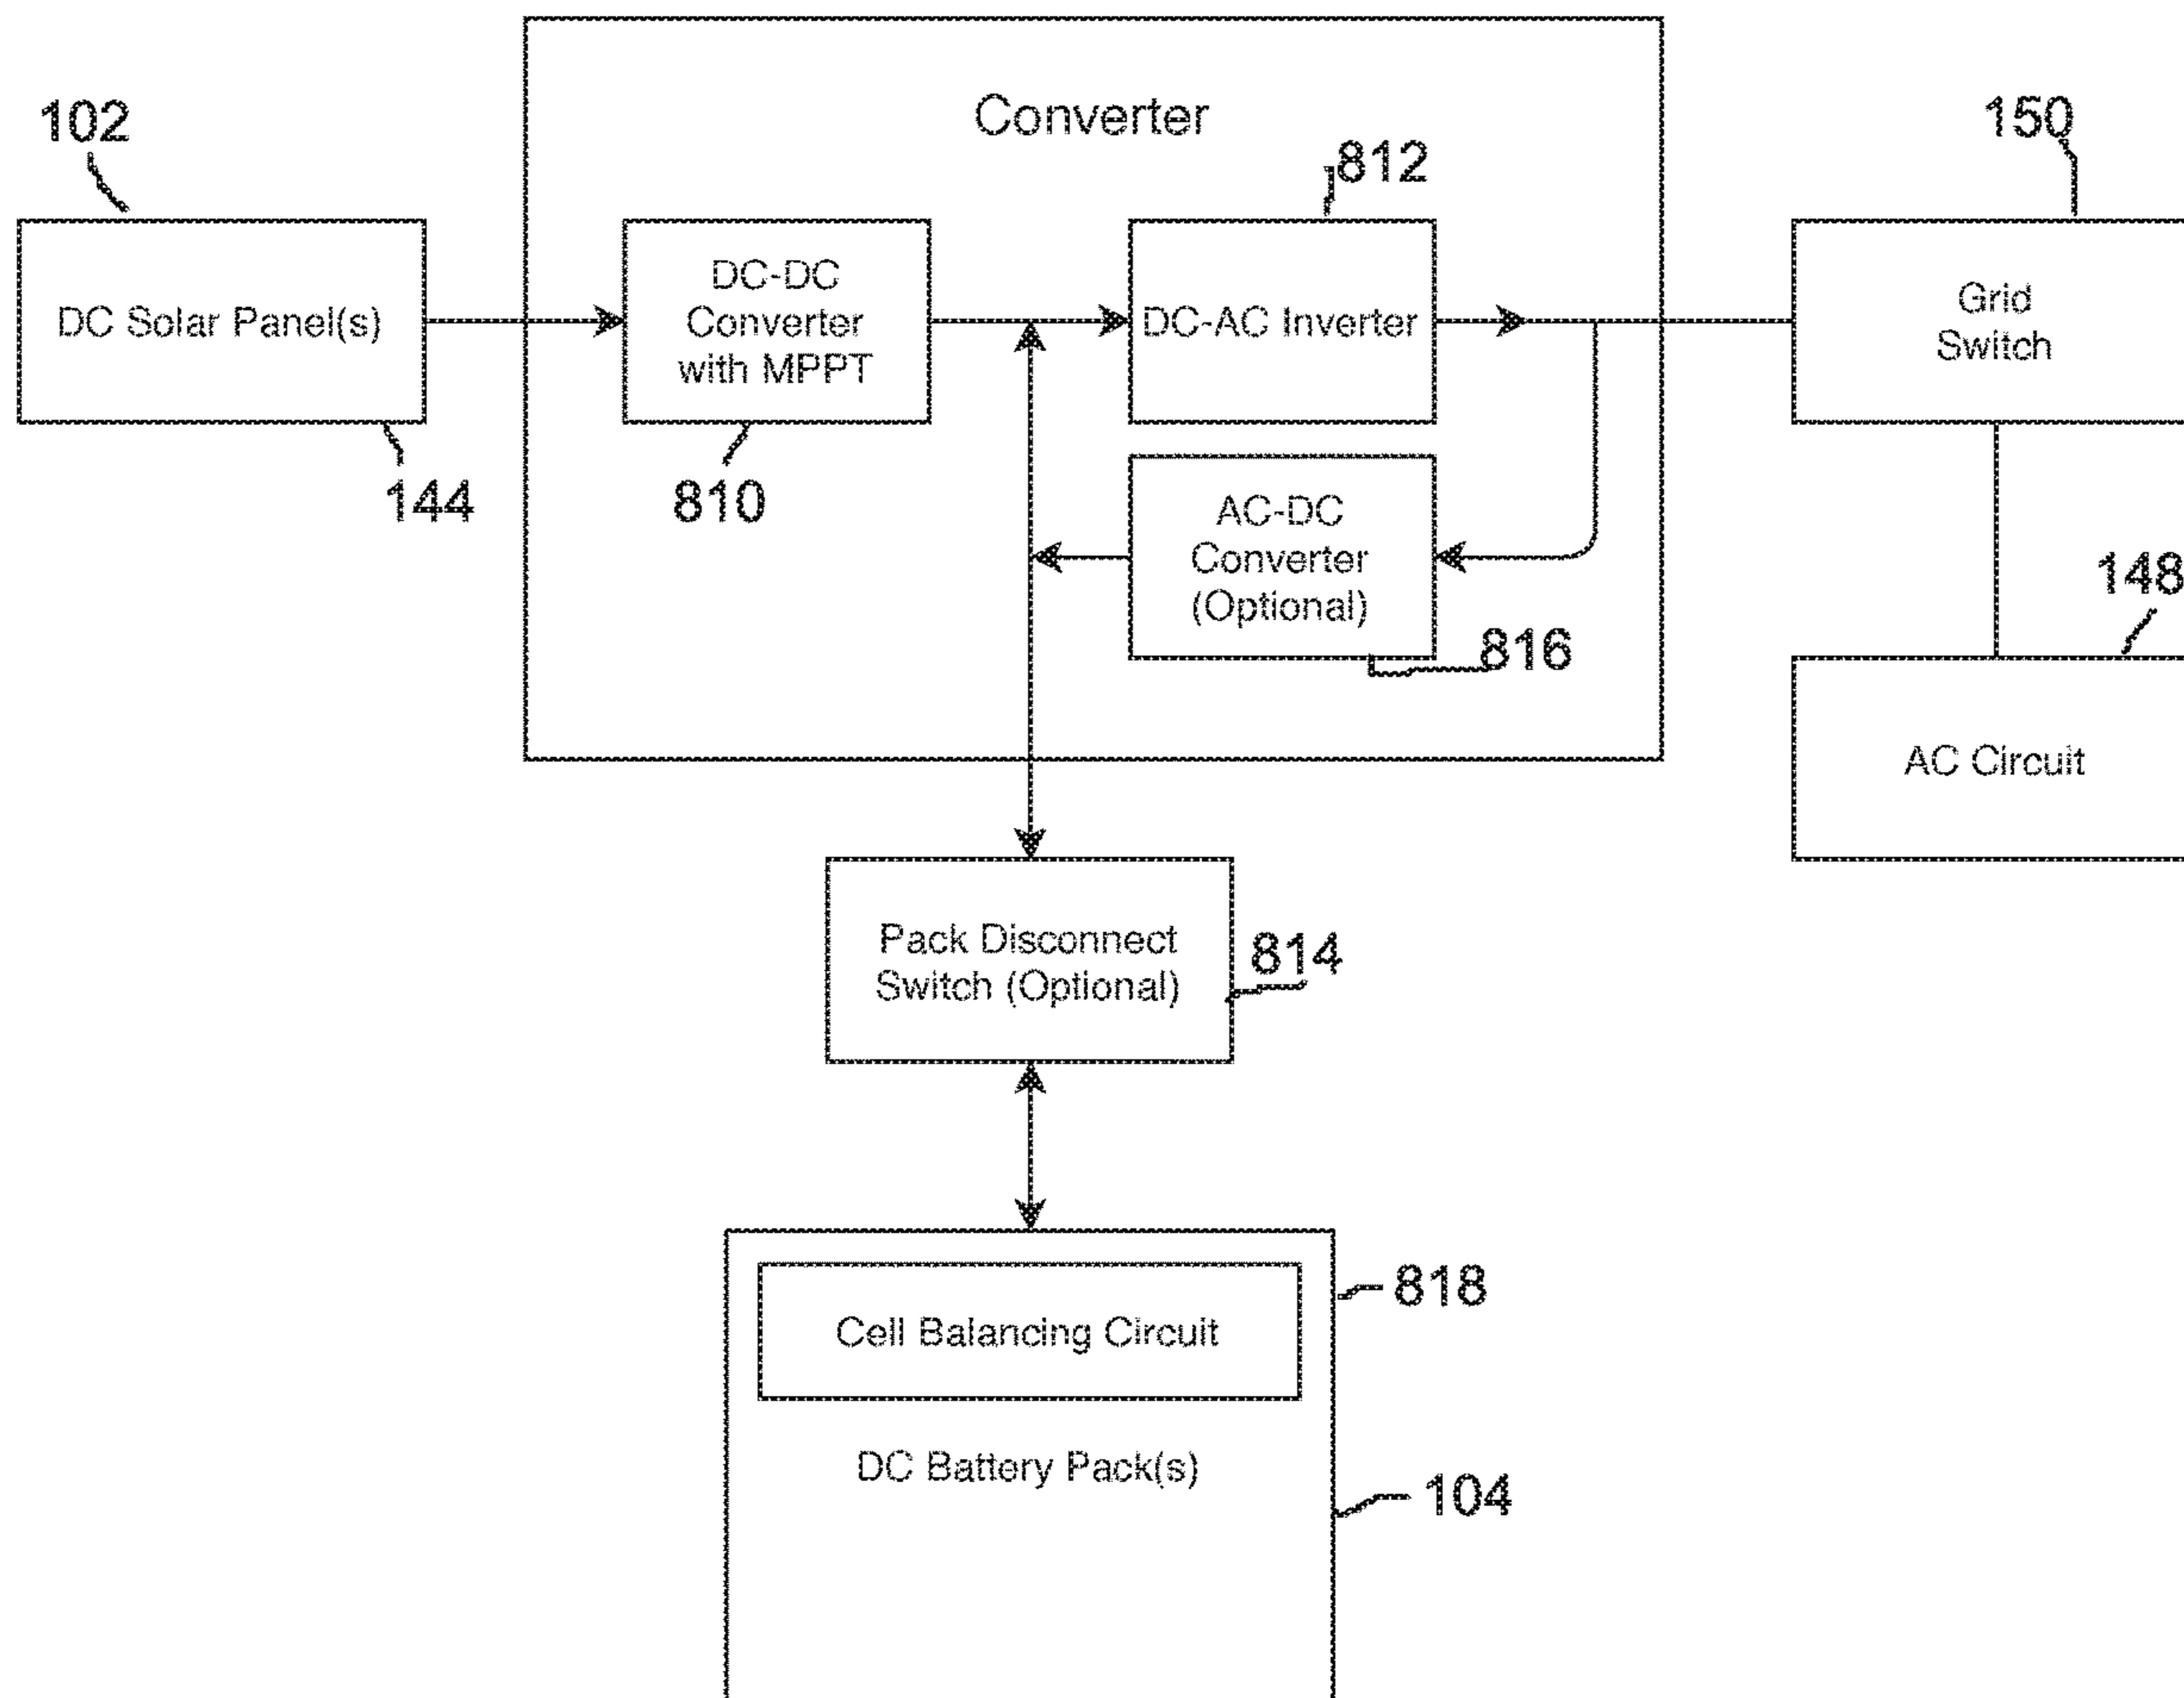 Converter
102
812
150
DC Solar Panel(s)
DC-DC
Converter
with MPPT
DC-AC Inverter
Grid
Switch
144
810
AC-DC
Converter
(Optional)
816
148
AC Circuit
Pack Disconnect
Switch (Optional)
814
Cell Balancing Circuit
818
DC Battery Pack(s)
104